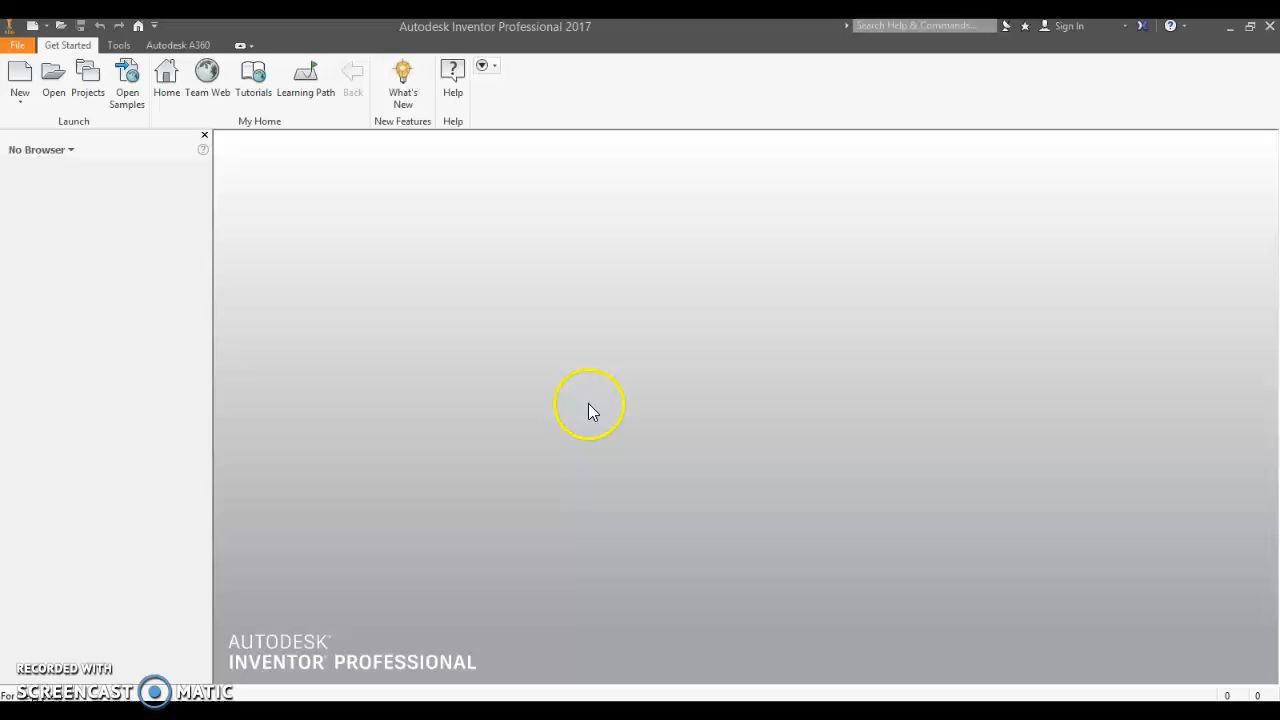 Autodesk Inventor Professional 2017
Search Help & Commands...
Sign In
File
Get Started
Tools
Autodesk A360
New
Open
Projects
Open Samples
Home
Team Web
Tutorials
Learning Path
Back
What's New
Help
Launch
My Home
New Features
Help
No Browser
AUTODESK
INVENTOR PROFESSIONAL
RECORDED WITH
SCREENCAST MATIC
For
0
0